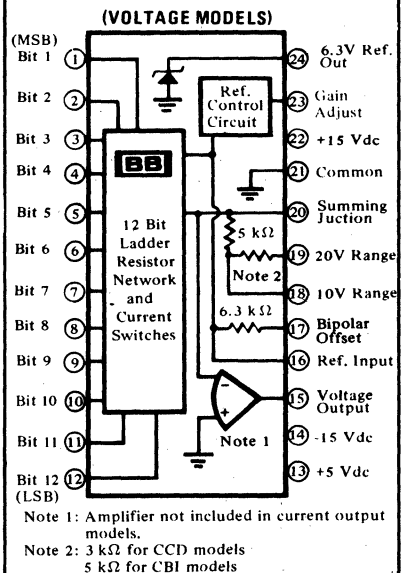 (VOLTAGE MODELS)
(MSB)
Bit 1 1
Bit 2 2
Bit 3 3
Bit 4 4
Bit 5 5
Bit 6 6
Bit 7 7
Bit 8 8
Bit 9 9
Bit 10 10
Bit 11 11
Bit 12 12
(LSB)
BB
12 Bit
Ladder
Resistor
Network
and
Current
Switches
Ref.
Control
Circuit
5 kΩ
Note 2
6.3 kΩ
-
+
Note 1
24 6.3V Ref.
Out
23 Gain
Adjust
22 +15 Vdc
21 Common
20 Summing
Juction
19 20V Range
18 10V Range
17 Bipolar
Offset
16 Ref. Input
15 Voltage
Output
14 -15 Vdc
13 +5 Vdc
Note 1: Amplifier not included in current output
models.
Note 2: 3 kΩ for CCD models
5 kΩ for CBI models